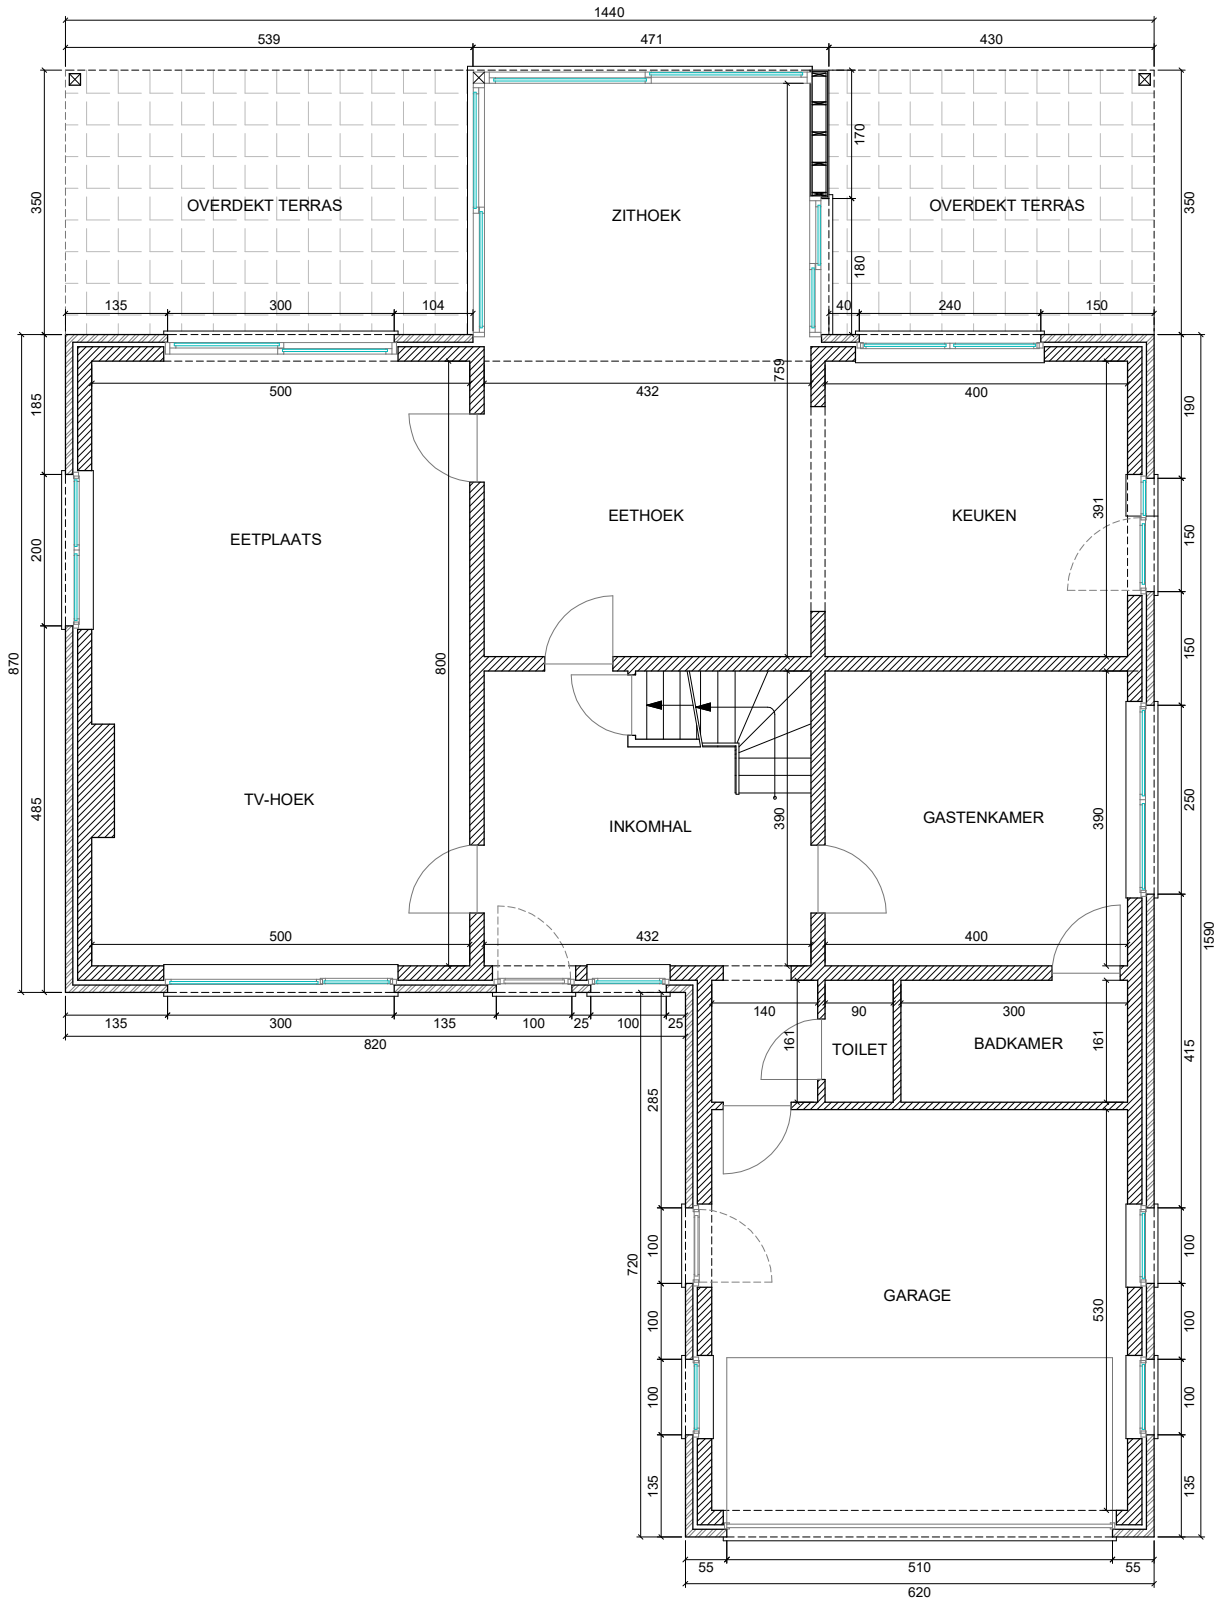 1440
539 471 430
350
170
350
OVERDEKT TERRAS
ZITHOEK
OVERDEKT TERRAS
180
135 300 104
40 240 150
759
500 432 400
185
190
200
EETPLAATS
EETHOEK
KEUKEN
391
150
870
800
150
485
TV-HOEK
INKOMHAL
390
GASTENKAMER
390
250
500 432 400
1590
135 300 135 100 25 100 25
820
140 90 300
161
TOILET
BADKAMER
161
415
285
720
100
100
GARAGE
530
100
100
100
100
135
135
55 510 55
620